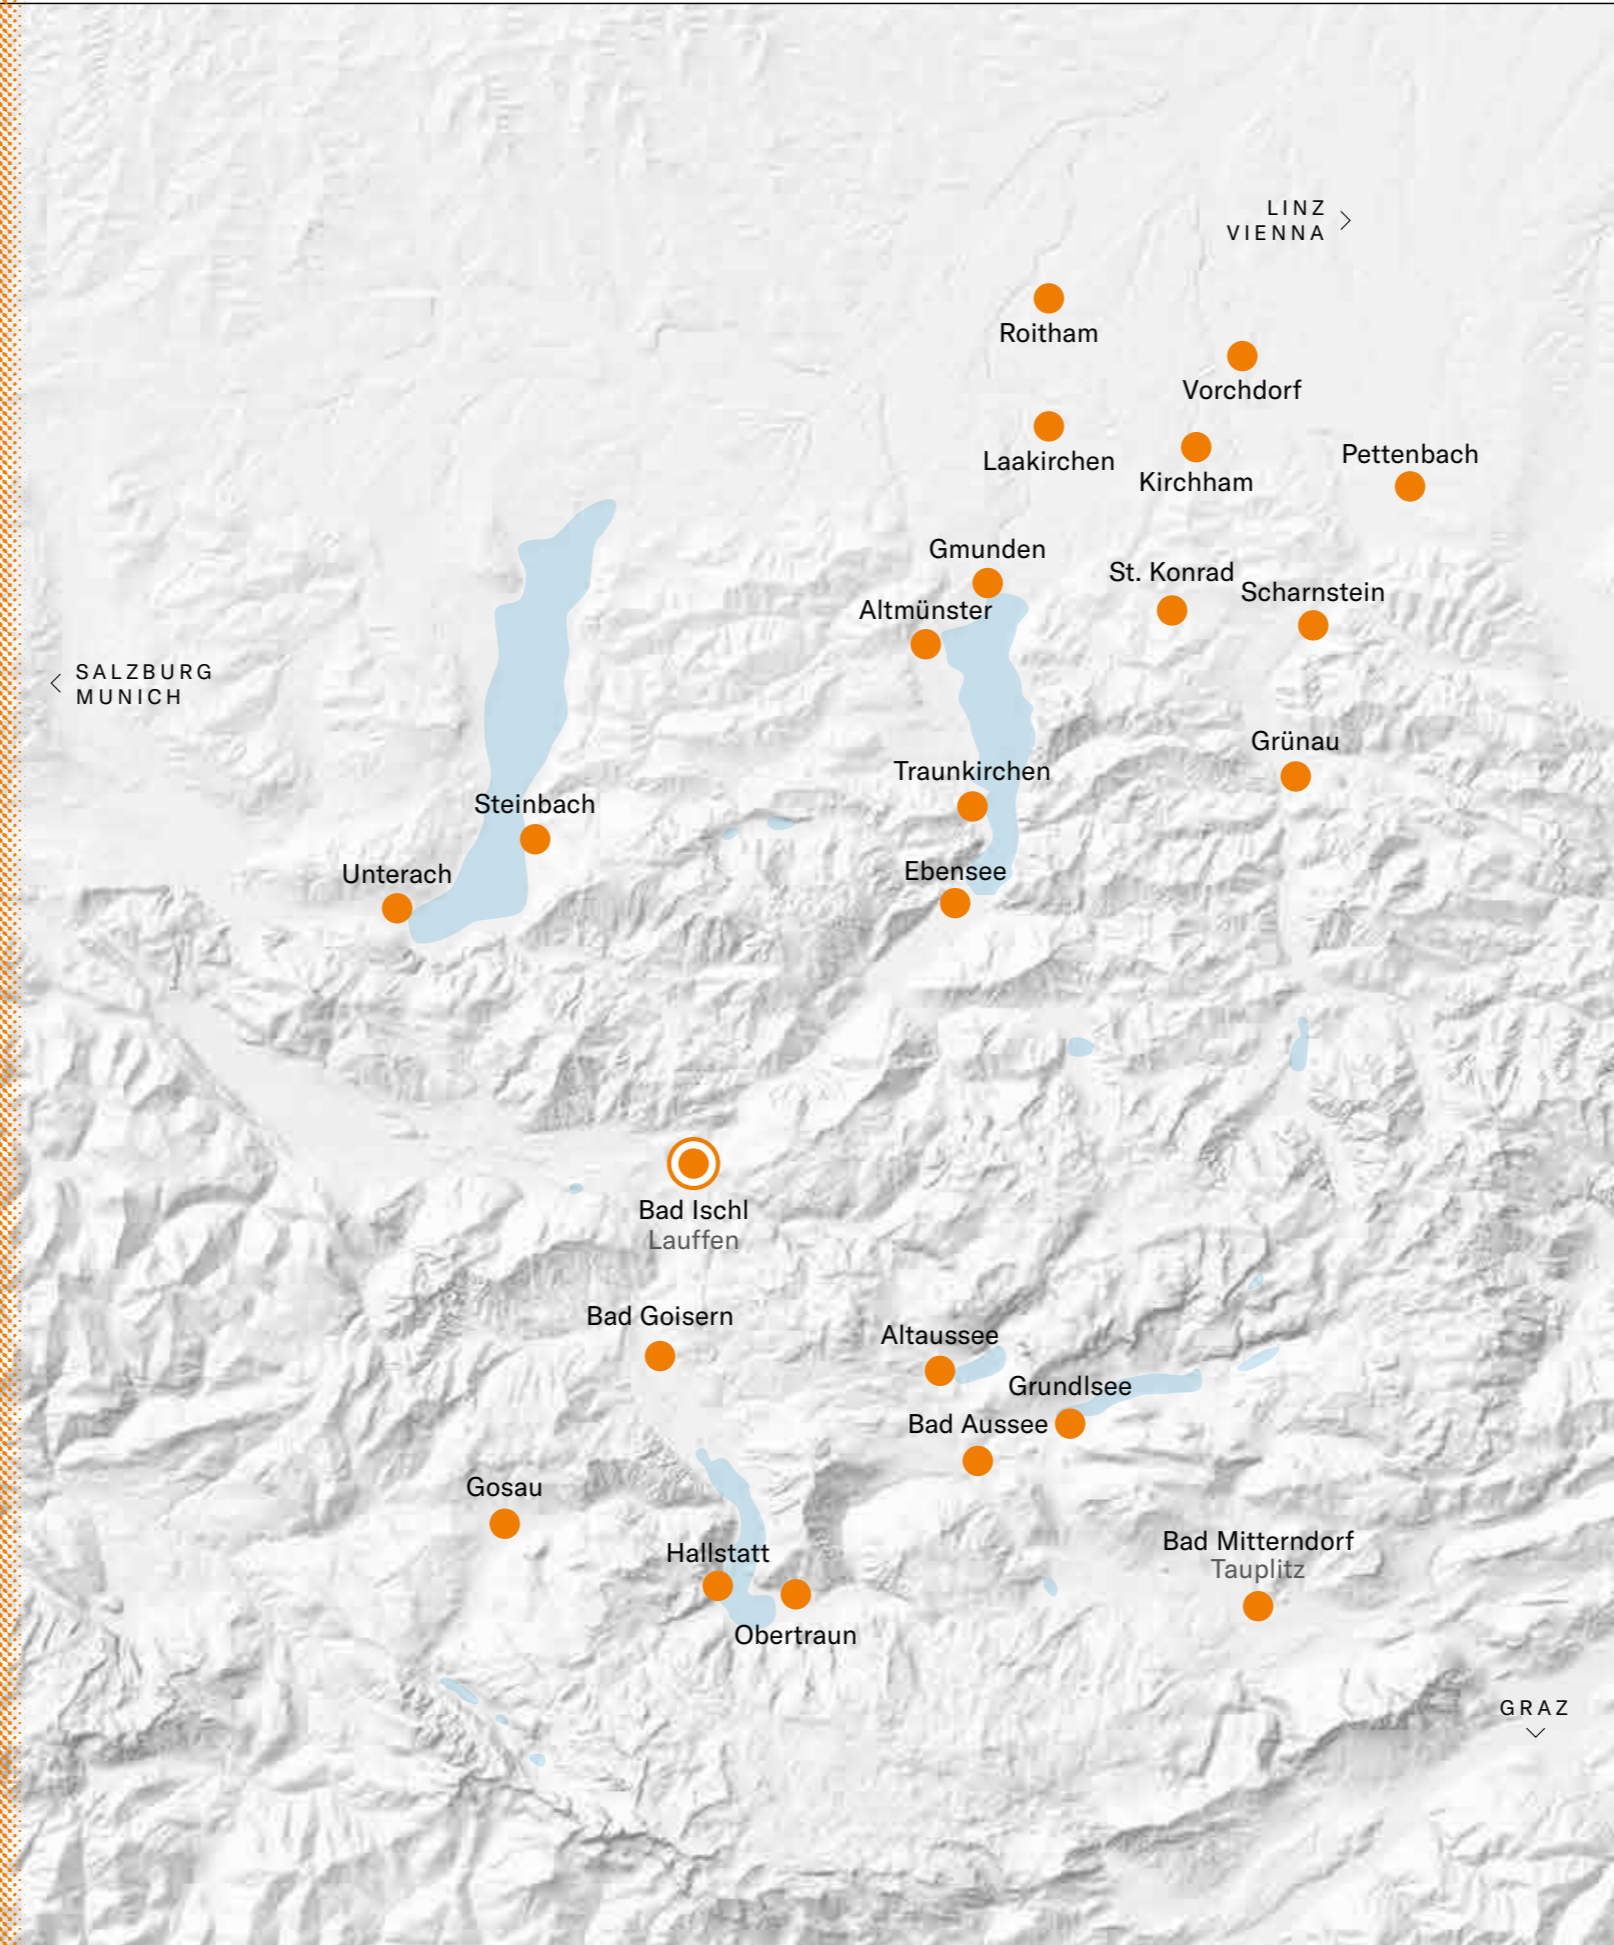 LINZ
VIENNA
Roitham
Vorchdorf
Laakirchen
Kirchham
Pettenbach
Gmunden
St. Konrad
Scharnstein
Altmünster
SALZBURG
MUNICH
Grünau
Traunkirchen
Steinbach
Unterach
Ebensee
Bad Ischl
Lauffen
Bad Goisern
Altaussee
Grundlsee
Bad Aussee
Gosau
Hallstatt
Bad Mitterndorf
Tauplitz
Obertraun
GRAZ